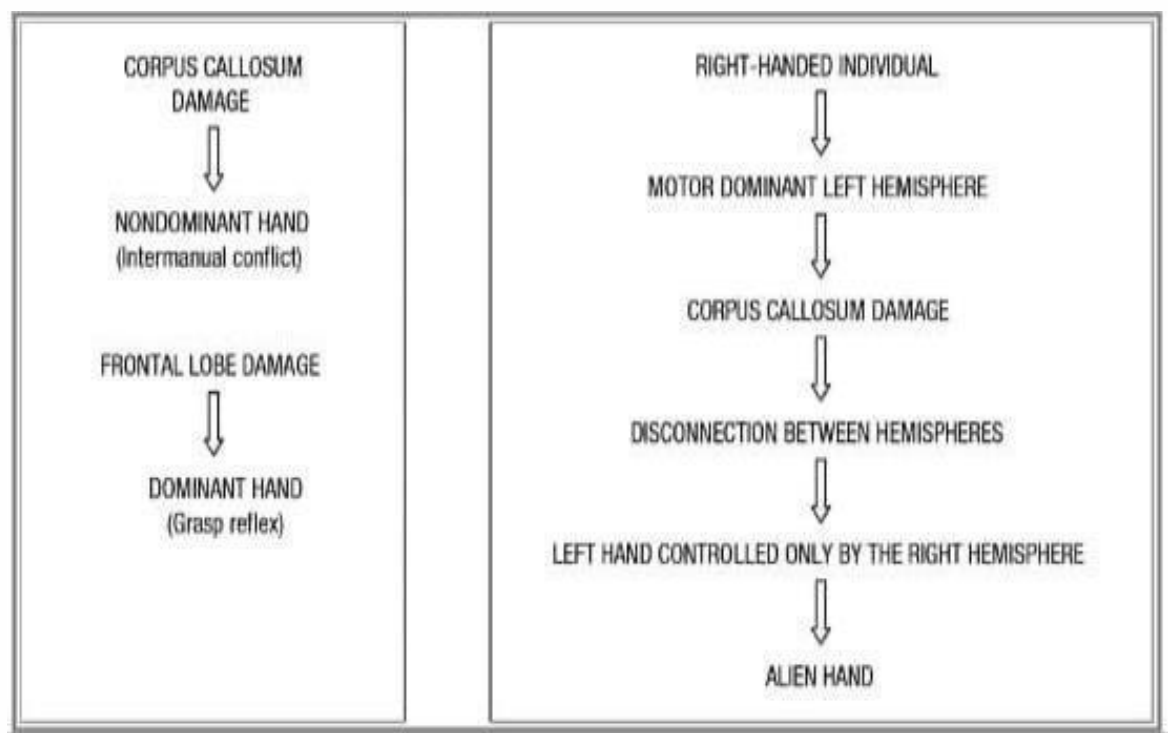 CORPUS CALLOSUM
DAMAGE
NONDOMINANT HAND
(Intermanual conflict)
FRONTAL LOBE DAMAGE
DOMINANT HAND
(Grasp reflex)
RIGHT-HANDED INDIVIDUAL
MOTOR DOMINANT LEFT HEMISPHERE
CORPUS CALLOSUM DAMAGE
DISCONNECTION BETWEEN HEMISPHERES
LEFT HAND CONTROLLED ONLY BY THE RIGHT HEMISPHERE
ALIEN HAND